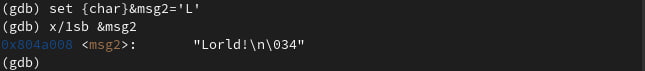 (gdb) set {char}&msg2='L'
(gdb) x/1sb &msg2
0x804a008 <msg2>:        "Lorld!\n\034"
(gdb)